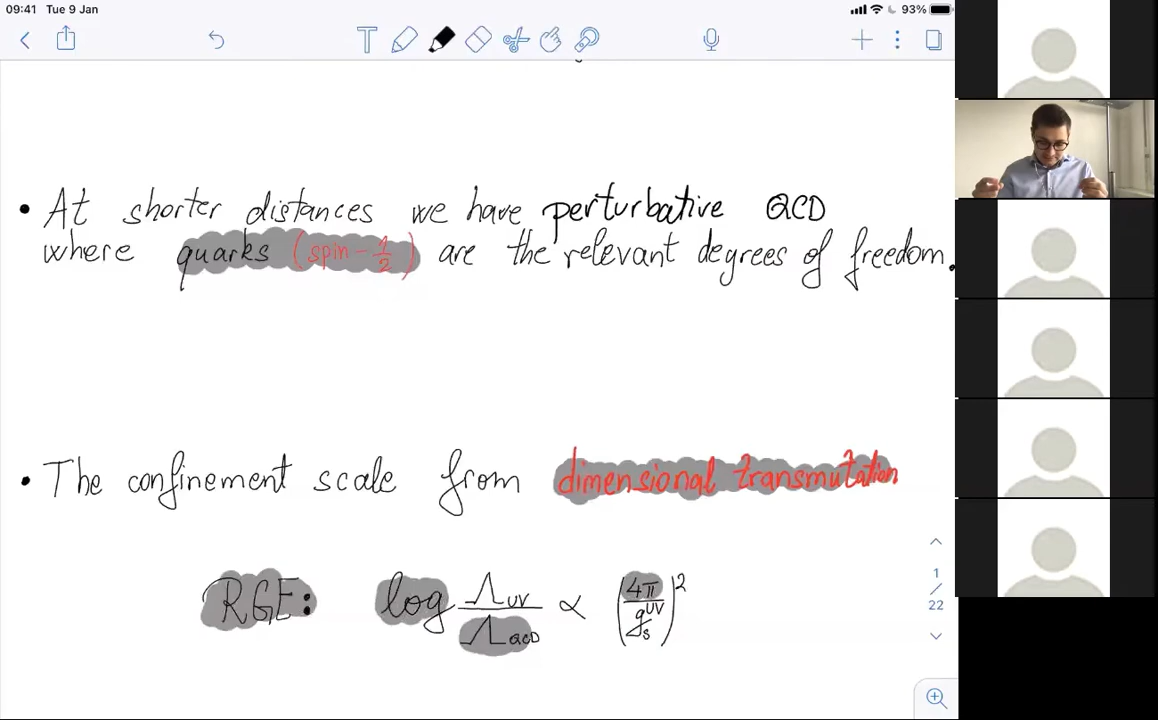 09:41 Tue 9 Jan
93%
• At shorter distances we have perturbative QCD
where quarks (spin-1/2) are the relevant degrees of freedom.
• The confinement scale from dimensional transmutation
RGE: log Λ_UV/Λ_QCD ∝ (4π/g_s^UV)^2
1
/
22